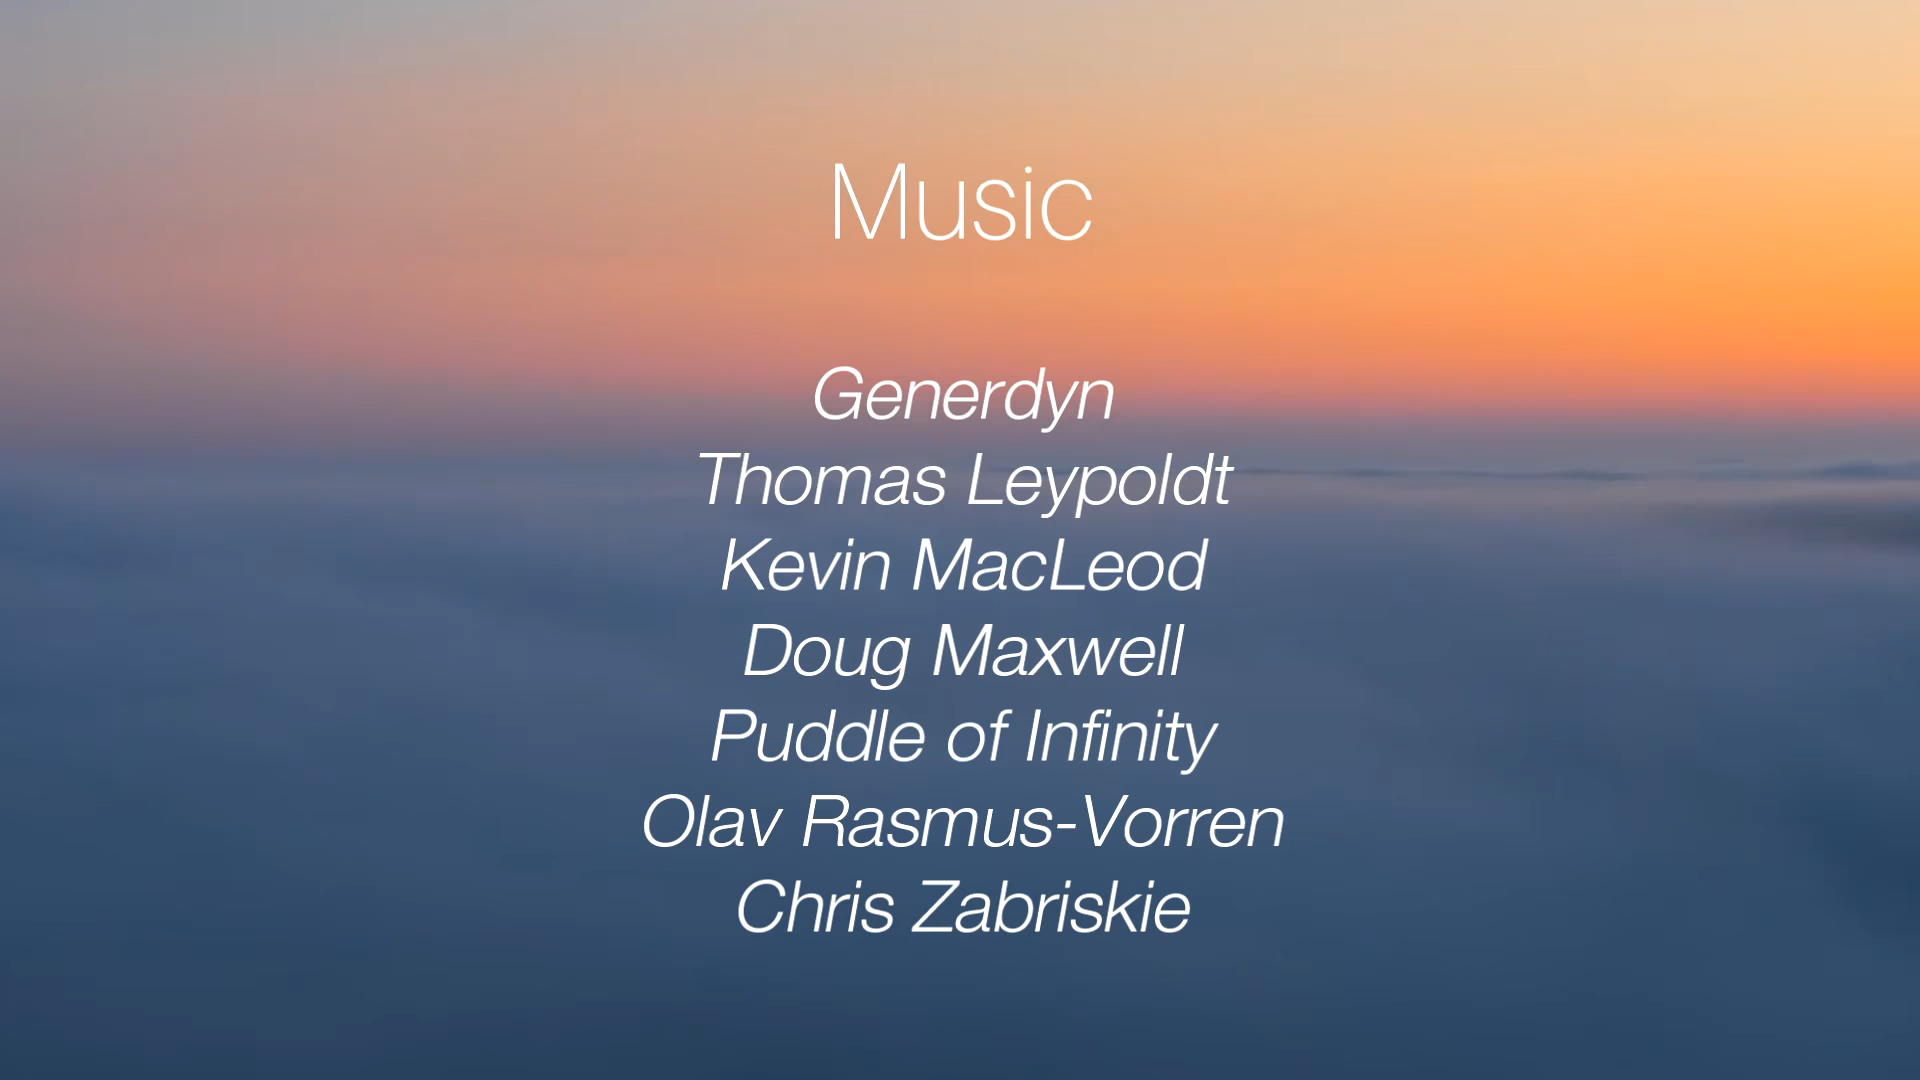 Music
Generdyn
Thomas Leypoldt
Kevin MacLeod
Doug Maxwell
Puddle of Infinity
Olav Rasmus-Vorren
Chris Zabriskie